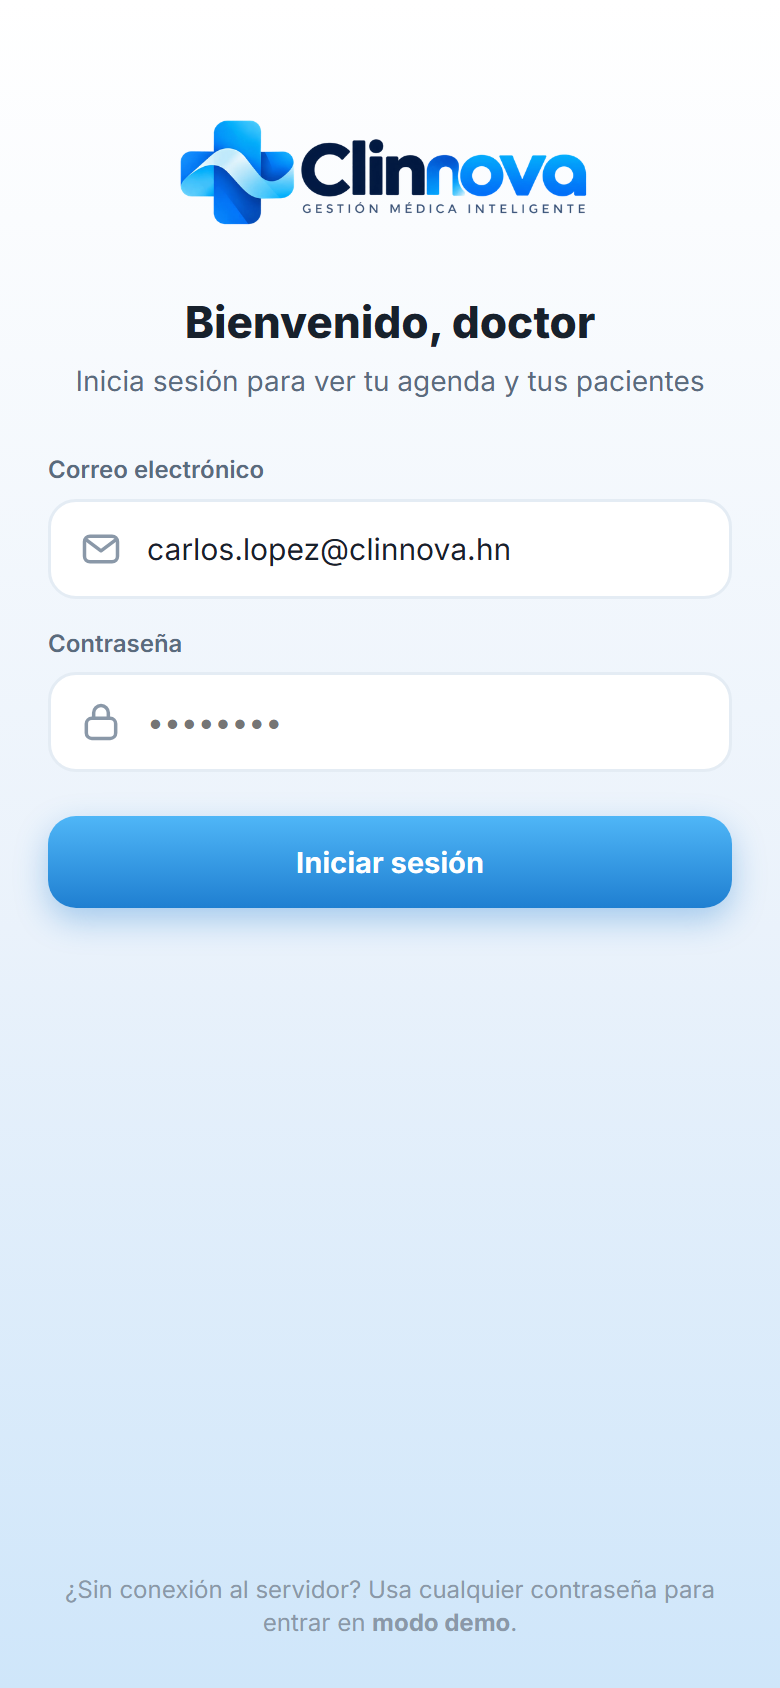 Clinnova
GESTIÓN MÉDICA INTELIGENTE
Bienvenido, doctor
Inicia sesión para ver tu agenda y tus pacientes
Correo electrónico
carlos.lopez@clinnova.hn
Contraseña
••••••••
Iniciar sesión
¿Sin conexión al servidor? Usa cualquier contraseña para
entrar en modo demo.